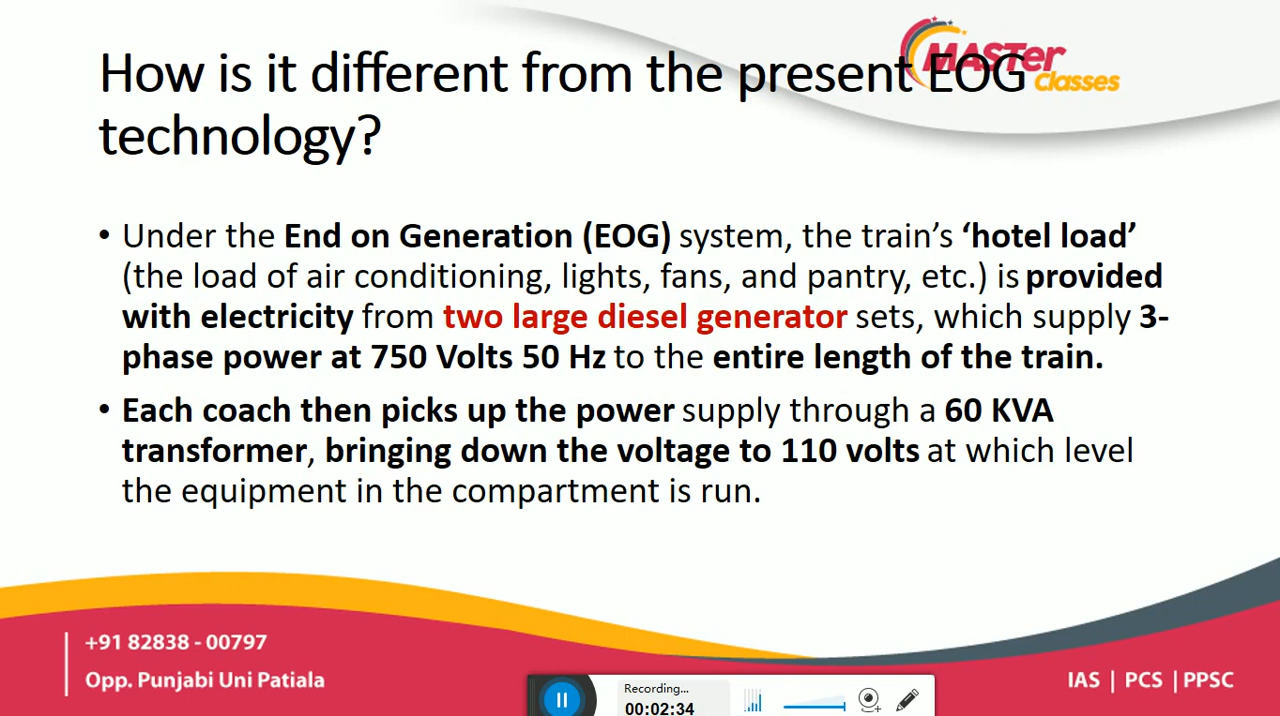 How is it different from the present EOG
technology?
MASTer
Classes
• Under the End on Generation (EOG) system, the train’s ‘hotel load’
(the load of air conditioning, lights, fans, and pantry, etc.) is provided
with electricity from two large diesel generator sets, which supply 3-
phase power at 750 Volts 50 Hz to the entire length of the train.
• Each coach then picks up the power supply through a 60 KVA
transformer, bringing down the voltage to 110 volts at which level
the equipment in the compartment is run.
+91 82838 - 00797
Opp. Punjabi Uni Patiala
Recording...
00:02:34
IAS | PCS | PPSC